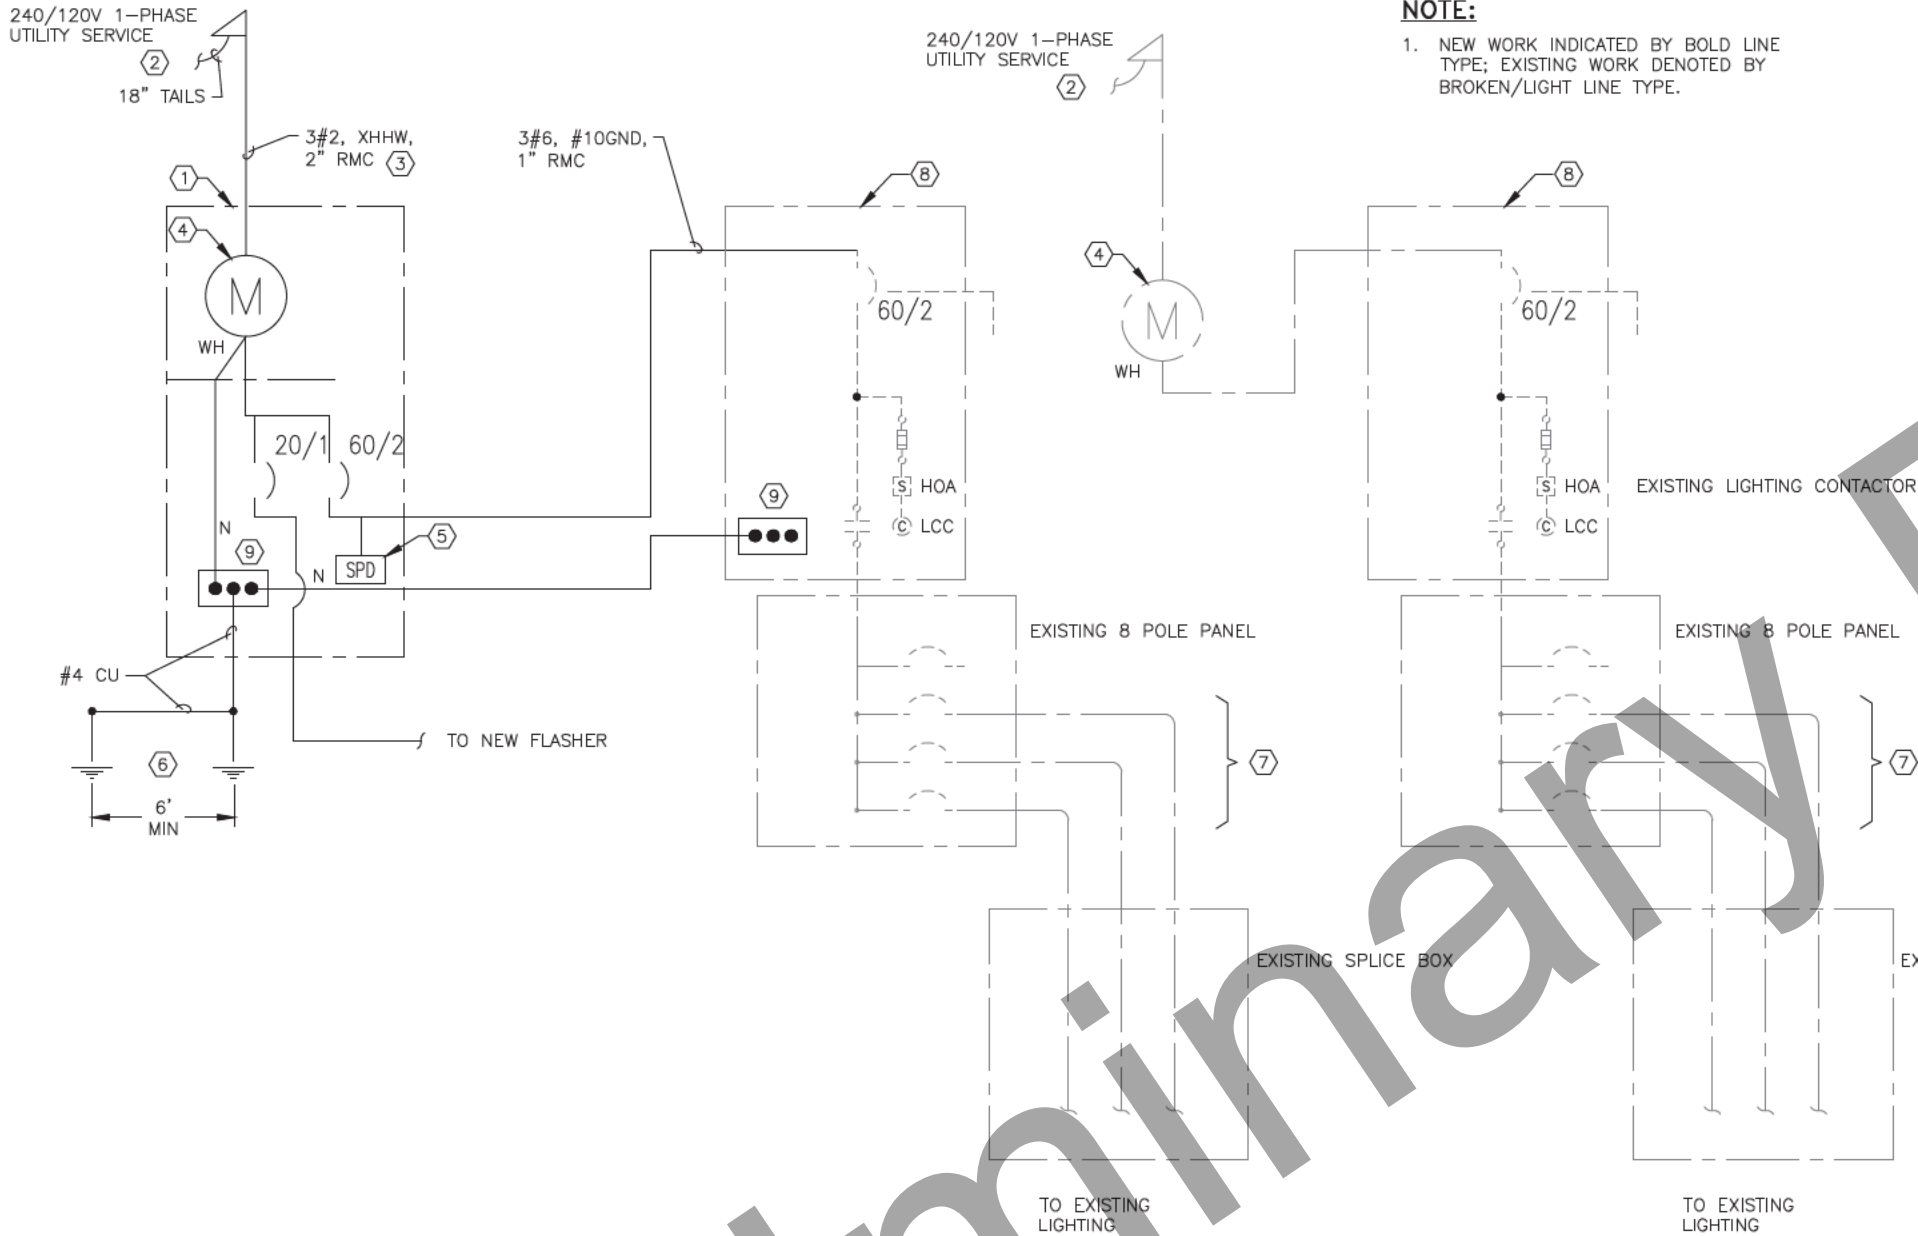 240/120V 1-PHASE
UTILITY SERVICE
2
18" TAILS
3#2, XHHW,
2" RMC 3
1
4
M
WH
20/1 60/2
N
9
N
SPD
5
#4 CU
6
6'
MIN
TO NEW FLASHER
3#6, #10GND,
1" RMC
8
60/2
HOA
S
LCC
C
9
EXISTING 8 POLE PANEL
7
EXISTING SPLICE BOX
TO EXISTING
LIGHTING
240/120V 1-PHASE
UTILITY SERVICE
2
4
M
WH
8
60/2
S
HOA
EXISTING LIGHTING CONTACTOR
C
LCC
EXISTING 8 POLE PANEL
7
EX
TO EXISTING
LIGHTING
NOTE:
1. NEW WORK INDICATED BY BOLD LINE
TYPE; EXISTING WORK DENOTED BY
BROKEN/LIGHT LINE TYPE.
minary